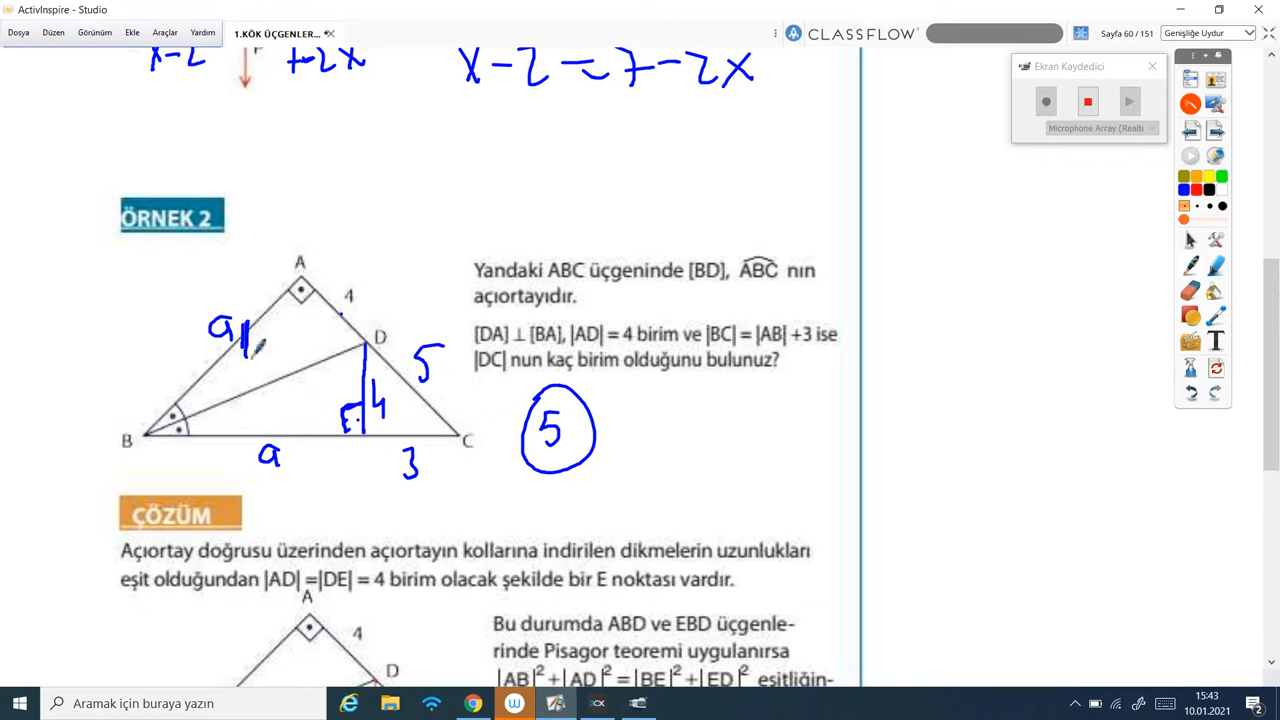 ActivInspire - Studio
Dosya Düzen Görünüm Ekle Araçlar Yardım
1.KÖK ÜÇGENLER...
CLASSFLOW
Sayfa 60 / 151
Genişliğe Uydur
Ekran Kaydedici
Microphone Array (Realte
x-2
7-2x
x-2=7-2x
ÖRNEK 2
A
4
a
D
5
4
B
C
a
3
Yandaki ABC üçgeninde [BD], ABC nın
açıortayıdır.
[DA] ⊥ [BA], |AD| = 4 birim ve |BC| = |AB| +3 ise
|DC| nun kaç birim olduğunu bulunuz?
5
ÇÖZÜM
Açıortay doğrusu üzerinden açıortayın kollarına indirilen dikmelerin uzunlukları
eşit olduğundan |AD| =|DE| = 4 birim olacak şekilde bir E noktası vardır.
A
4
D
Bu durumda ABD ve EBD üçgenle-
rinde Pisagor teoremi uygulanırsa
|AB|² +|AD|² = |BE|² +|ED|² eşitliğin-
Aramak için buraya yazın
15:43
10.01.2021
2